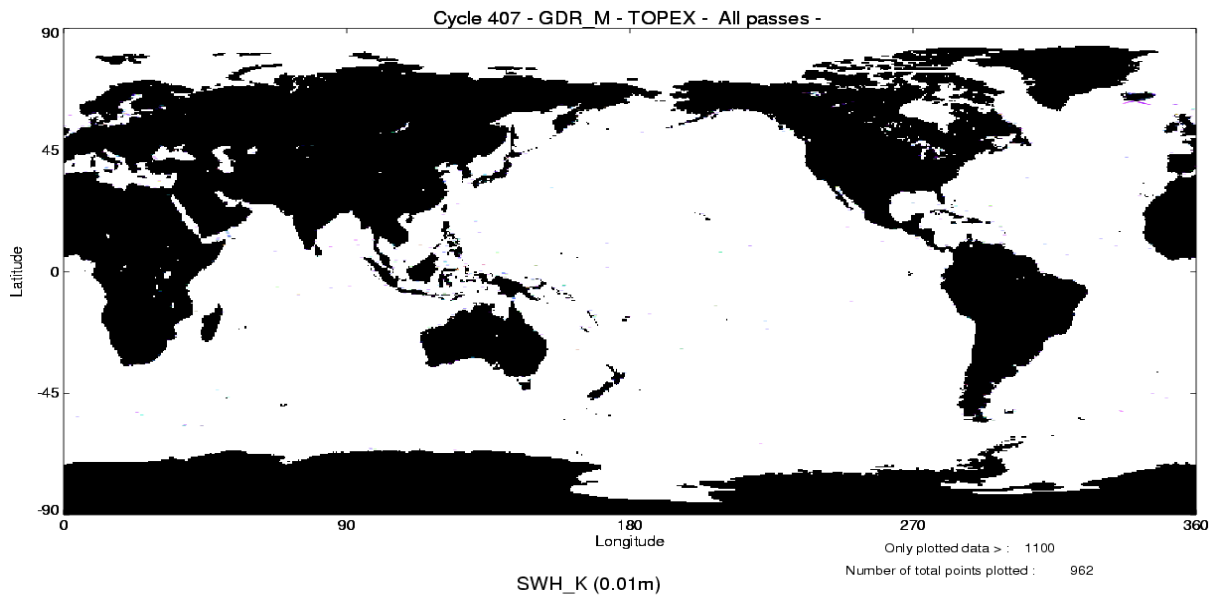 Cycle 407 - GDR_M - TOPEX -  All passes -
90
45
0
-45
-90
Latitude
0 90 180 270 360
Longitude
Only plotted data > : 1100
Number of total points plotted : 962
SWH_K (0.01m)